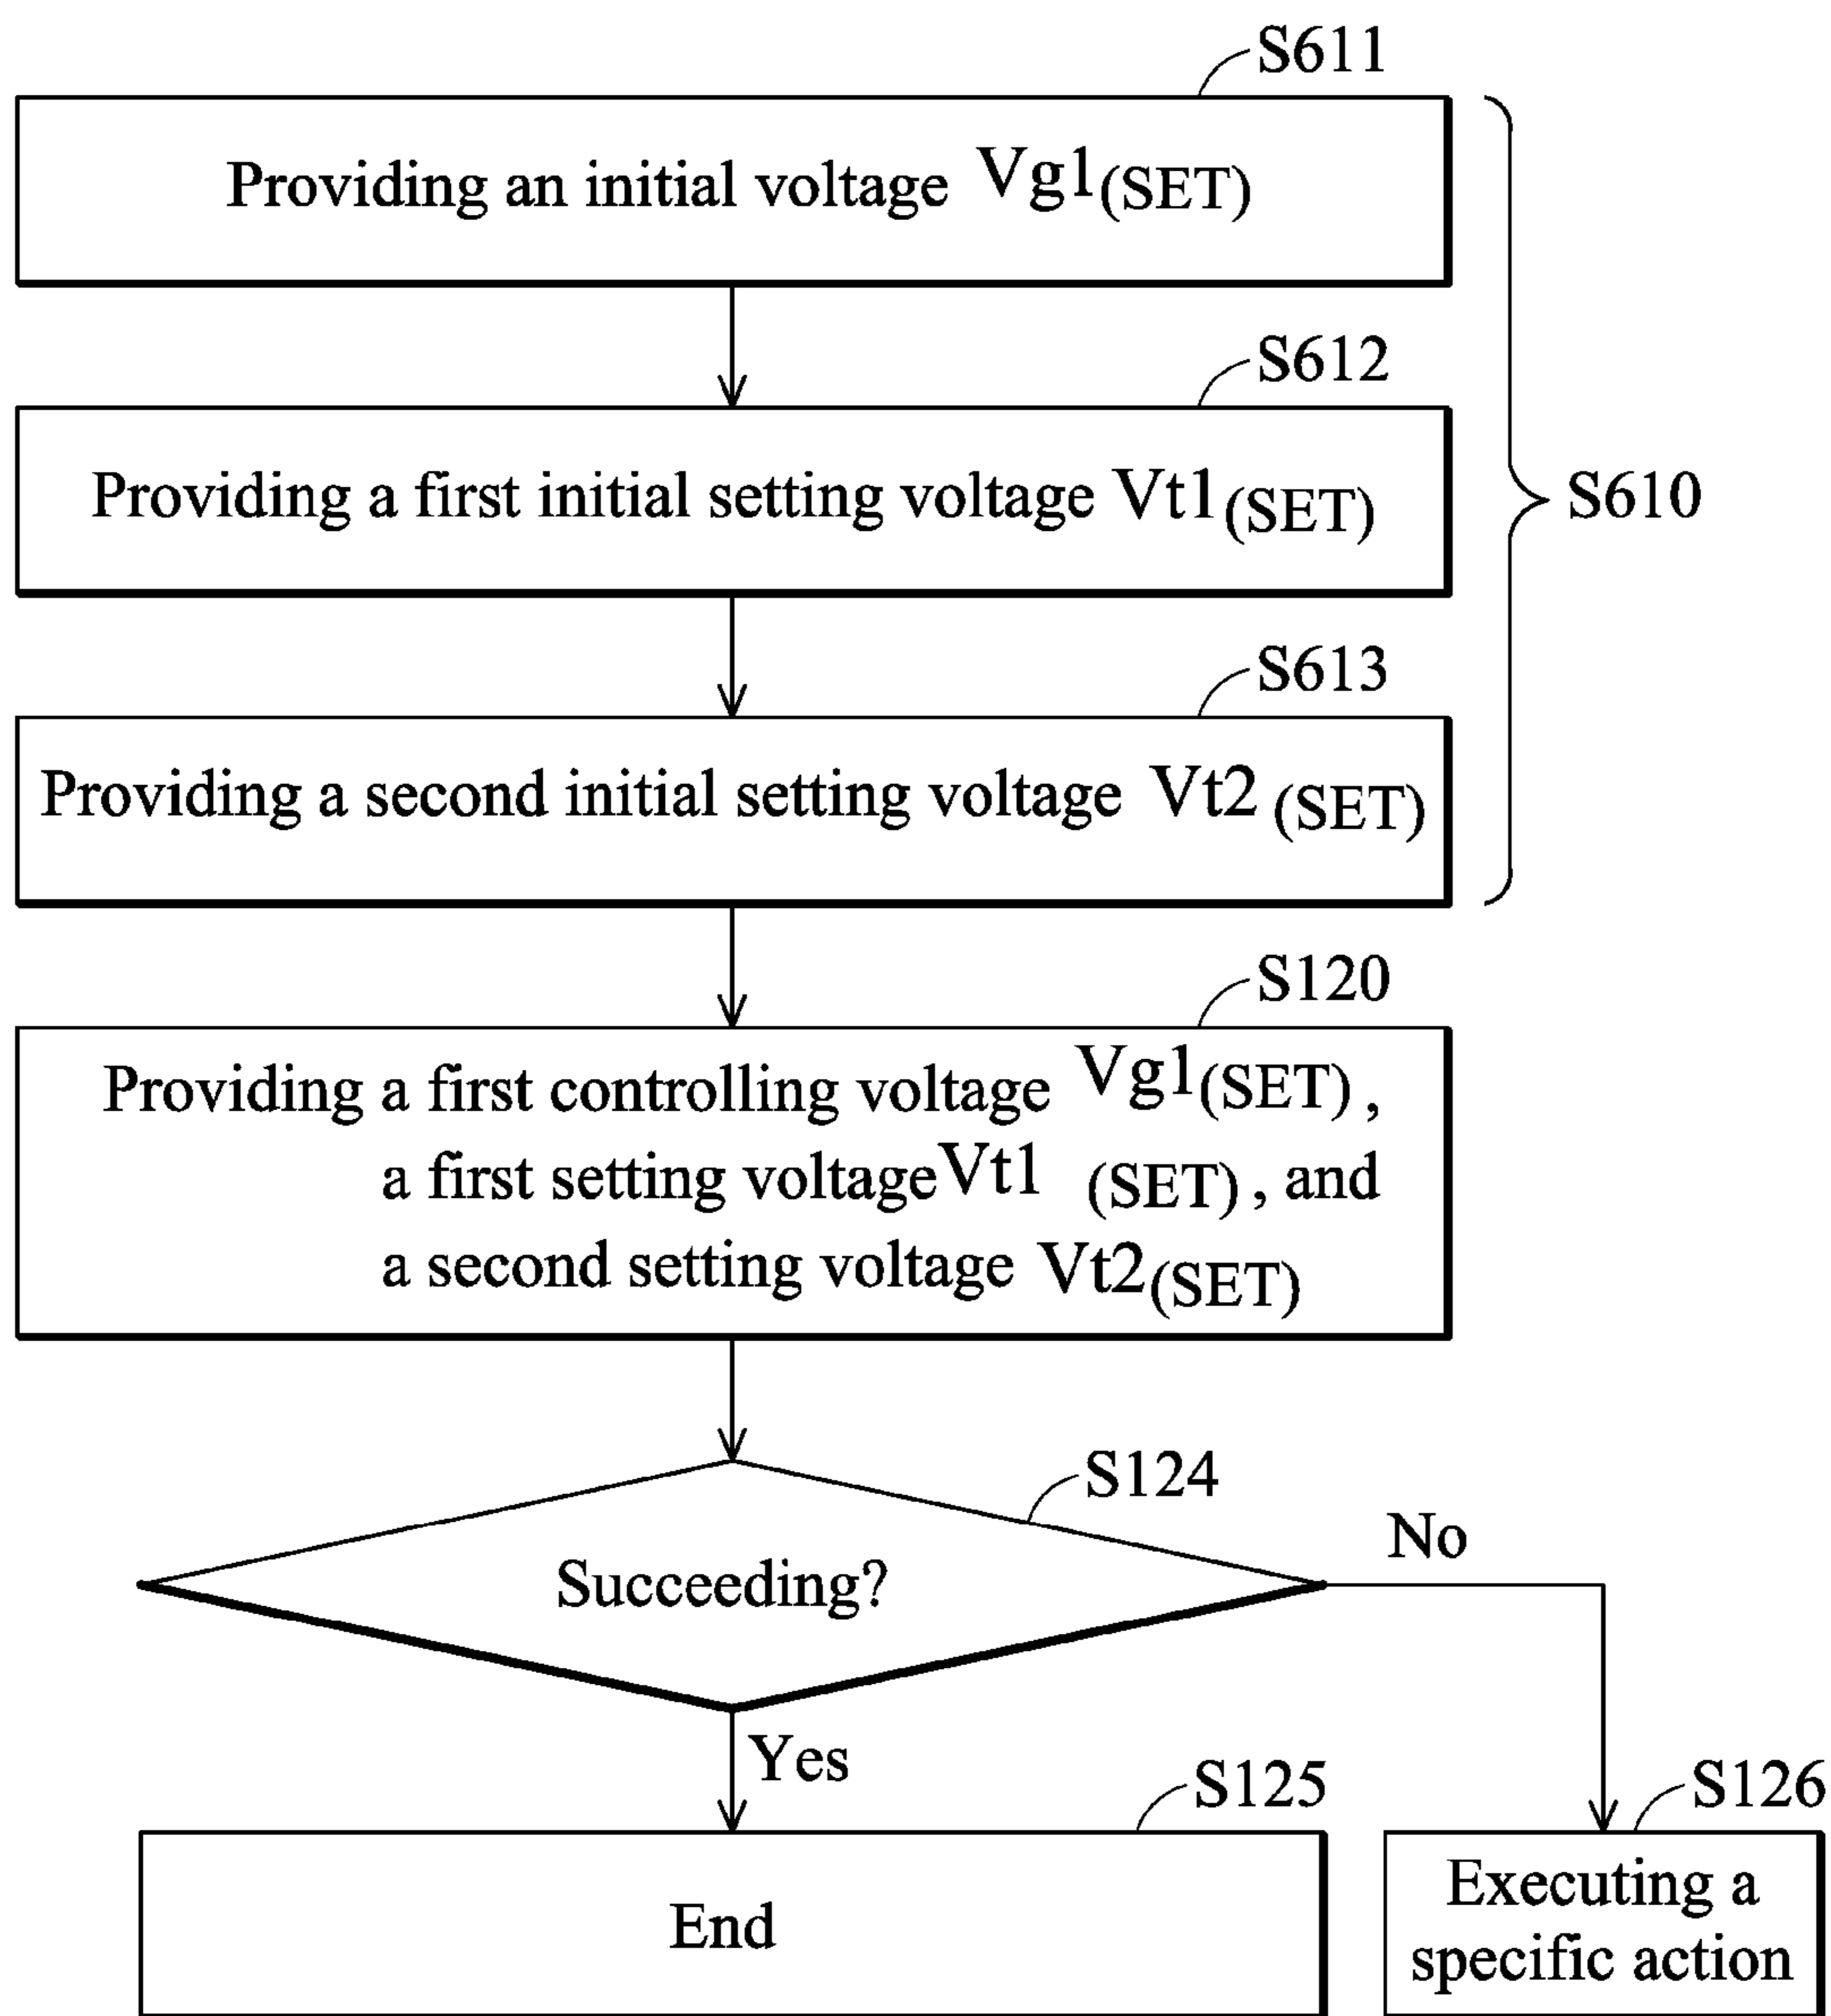 S611
Providing an initial voltage Vg1(SET)
S612
Providing a first initial setting voltage Vt1(SET)
S610
S613
Providing a second initial setting voltage Vt2 (SET)
S120
Providing a first controlling voltage Vg1(SET),
a first setting voltage Vt1 (SET), and
a second setting voltage Vt2(SET)
S124
Succeeding?
No
Yes
S125
End
S126
Executing a
specific action